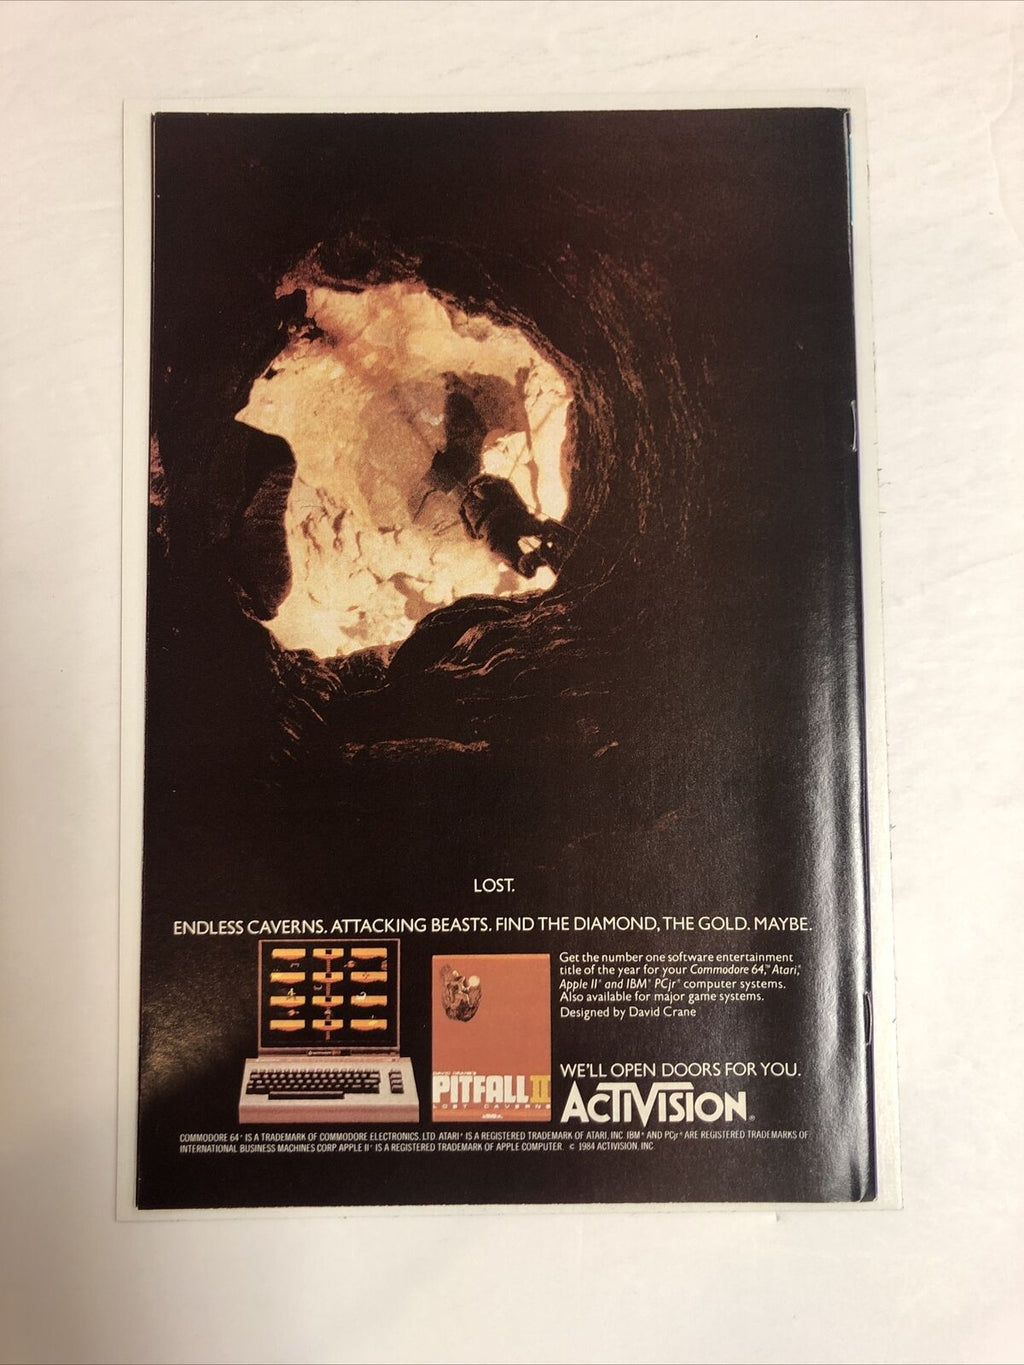 LOST.
ENDLESS CAVERNS. ATTACKING BEASTS. FIND THE DIAMOND, THE GOLD. MAYBE.
Get the number one software entertainment
title of the year for your Commodore 64,™ Atari,®
Apple II® and IBM® PCjr® computer systems.
Also available for major game systems.
Designed by David Crane
PITFALL II
LOST CAVERNS
WE'LL OPEN DOORS FOR YOU.
ACTIVISION®
COMMODORE 64® IS A TRADEMARK OF COMMODORE ELECTRONICS. LTD. ATARI® IS A REGISTERED TRADEMARK OF ATARI, INC. IBM® AND PCjr® ARE REGISTERED TRADEMARKS OF
INTERNATIONAL BUSINESS MACHINES CORP. APPLE II® IS A REGISTERED TRADEMARK OF APPLE COMPUTER. © 1984 ACTIVISION, INC.